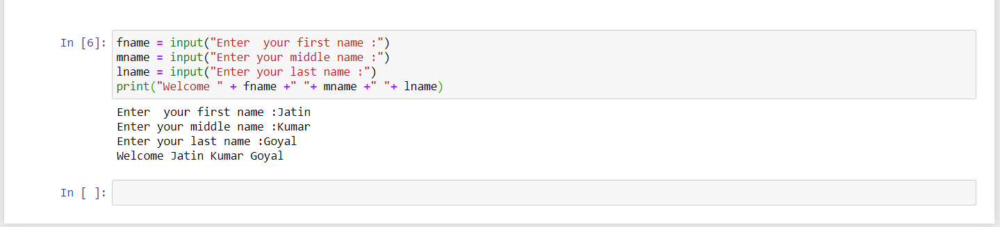 In [6]: fname = input("Enter  your first name :")
mname = input("Enter your middle name :")
lname = input("Enter your last name :")
print("Welcome " + fname +" "+ mname +" "+ lname)
Enter  your first name :Jatin
Enter your middle name :Kumar
Enter your last name :Goyal
Welcome Jatin Kumar Goyal
In [ ]: